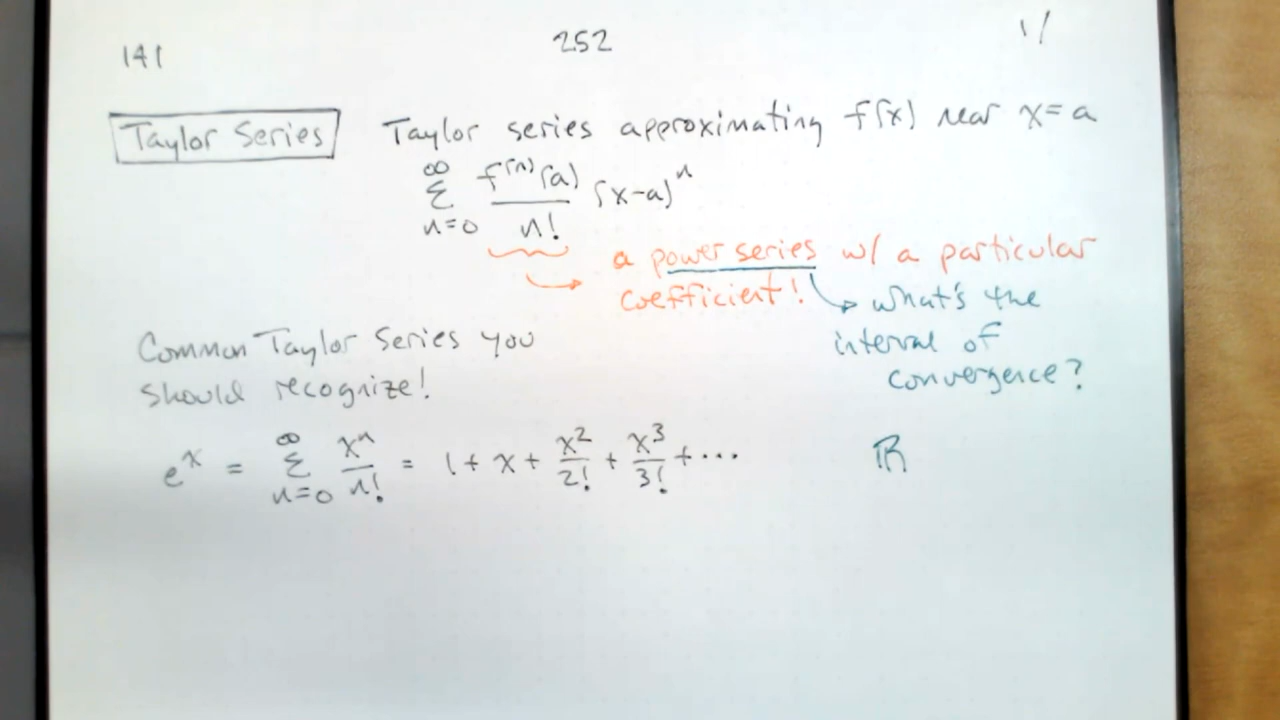 141 252 1/
Taylor Series Taylor series approximating f(x) near x=a
∞ Σ n=0 f⁽ⁿ⁾(a) / n! (x-a)ⁿ
a power series w/ a particular
coefficient! what's the
Common Taylor Series you interval of
should recognize! convergence?
eˣ = ∞ Σ n=0 xⁿ/n! = 1 + x + x²/2! + x³/3! + ··· ℝ